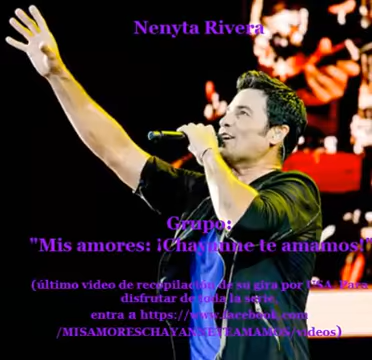 Nenyta Rivera
Grupo:
"Mis amores: ¡Chayanne te amamos!"
(último video de recopilación de su gira por USA. Para
disfrutar de toda la serie,
entra a https://www.facebook.com
/MISAMORESCHAYANNETEAMAMOS/videos)